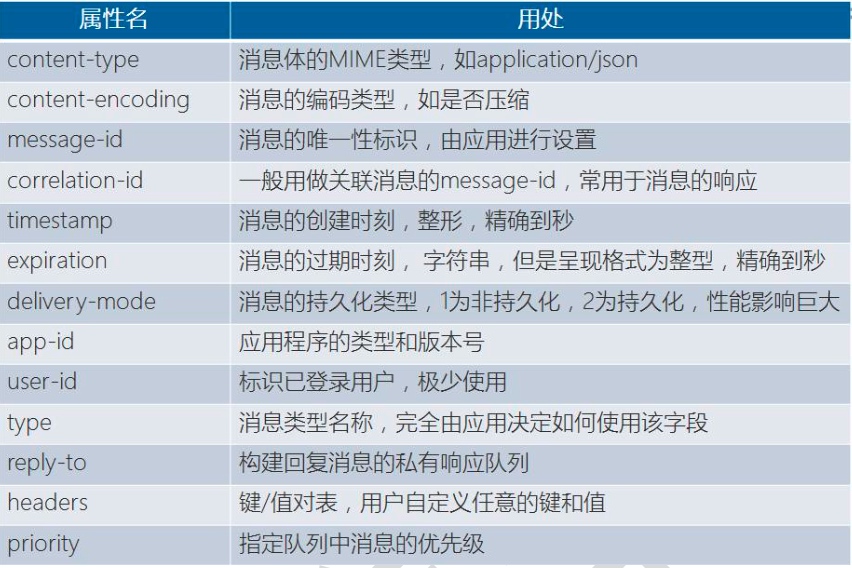 属性名 用处
content-type 消息体的MIME类型，如application/json
content-encoding 消息的编码类型，如是否压缩
message-id 消息的唯一性标识，由应用进行设置
correlation-id 一般用做关联消息的message-id，常用于消息的响应
timestamp 消息的创建时刻，整形，精确到秒
expiration 消息的过期时刻， 字符串，但是呈现格式为整型，精确到秒
delivery-mode 消息的持久化类型，1为非持久化，2为持久化，性能影响巨大
app-id 应用程序的类型和版本号
user-id 标识已登录用户，极少使用
type 消息类型名称，完全由应用决定如何使用该字段
reply-to 构建回复消息的私有响应队列
headers 键/值对表，用户自定义任意的键和值
priority 指定队列中消息的优先级